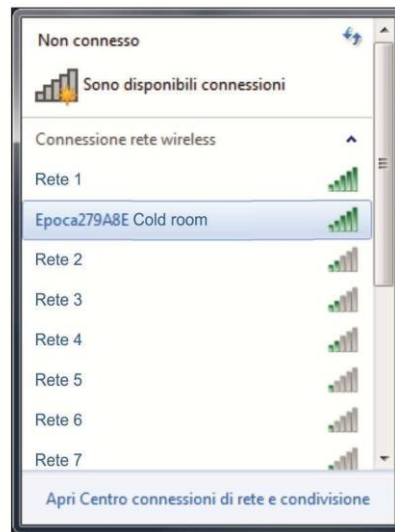 Non connesso
Sono disponibili connessioni
Connessione rete wireless
Rete 1
Epoca279A8E Cold room
Rete 2
Rete 3
Rete 4
Rete 5
Rete 6
Rete 7
Apri Centro connessioni di rete e condivisione